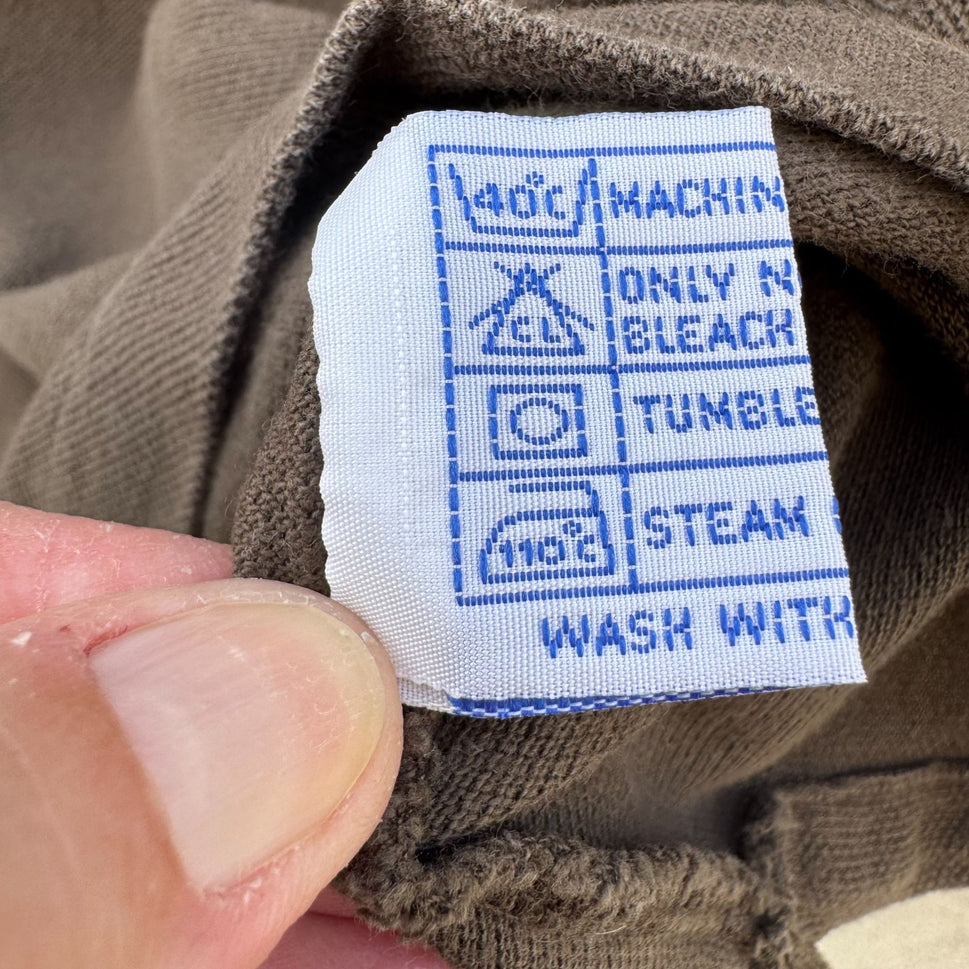 40°C MACHIN
CL ONLY N
BLEACH
TUMBLE
110°C STEAM
WASH WITH